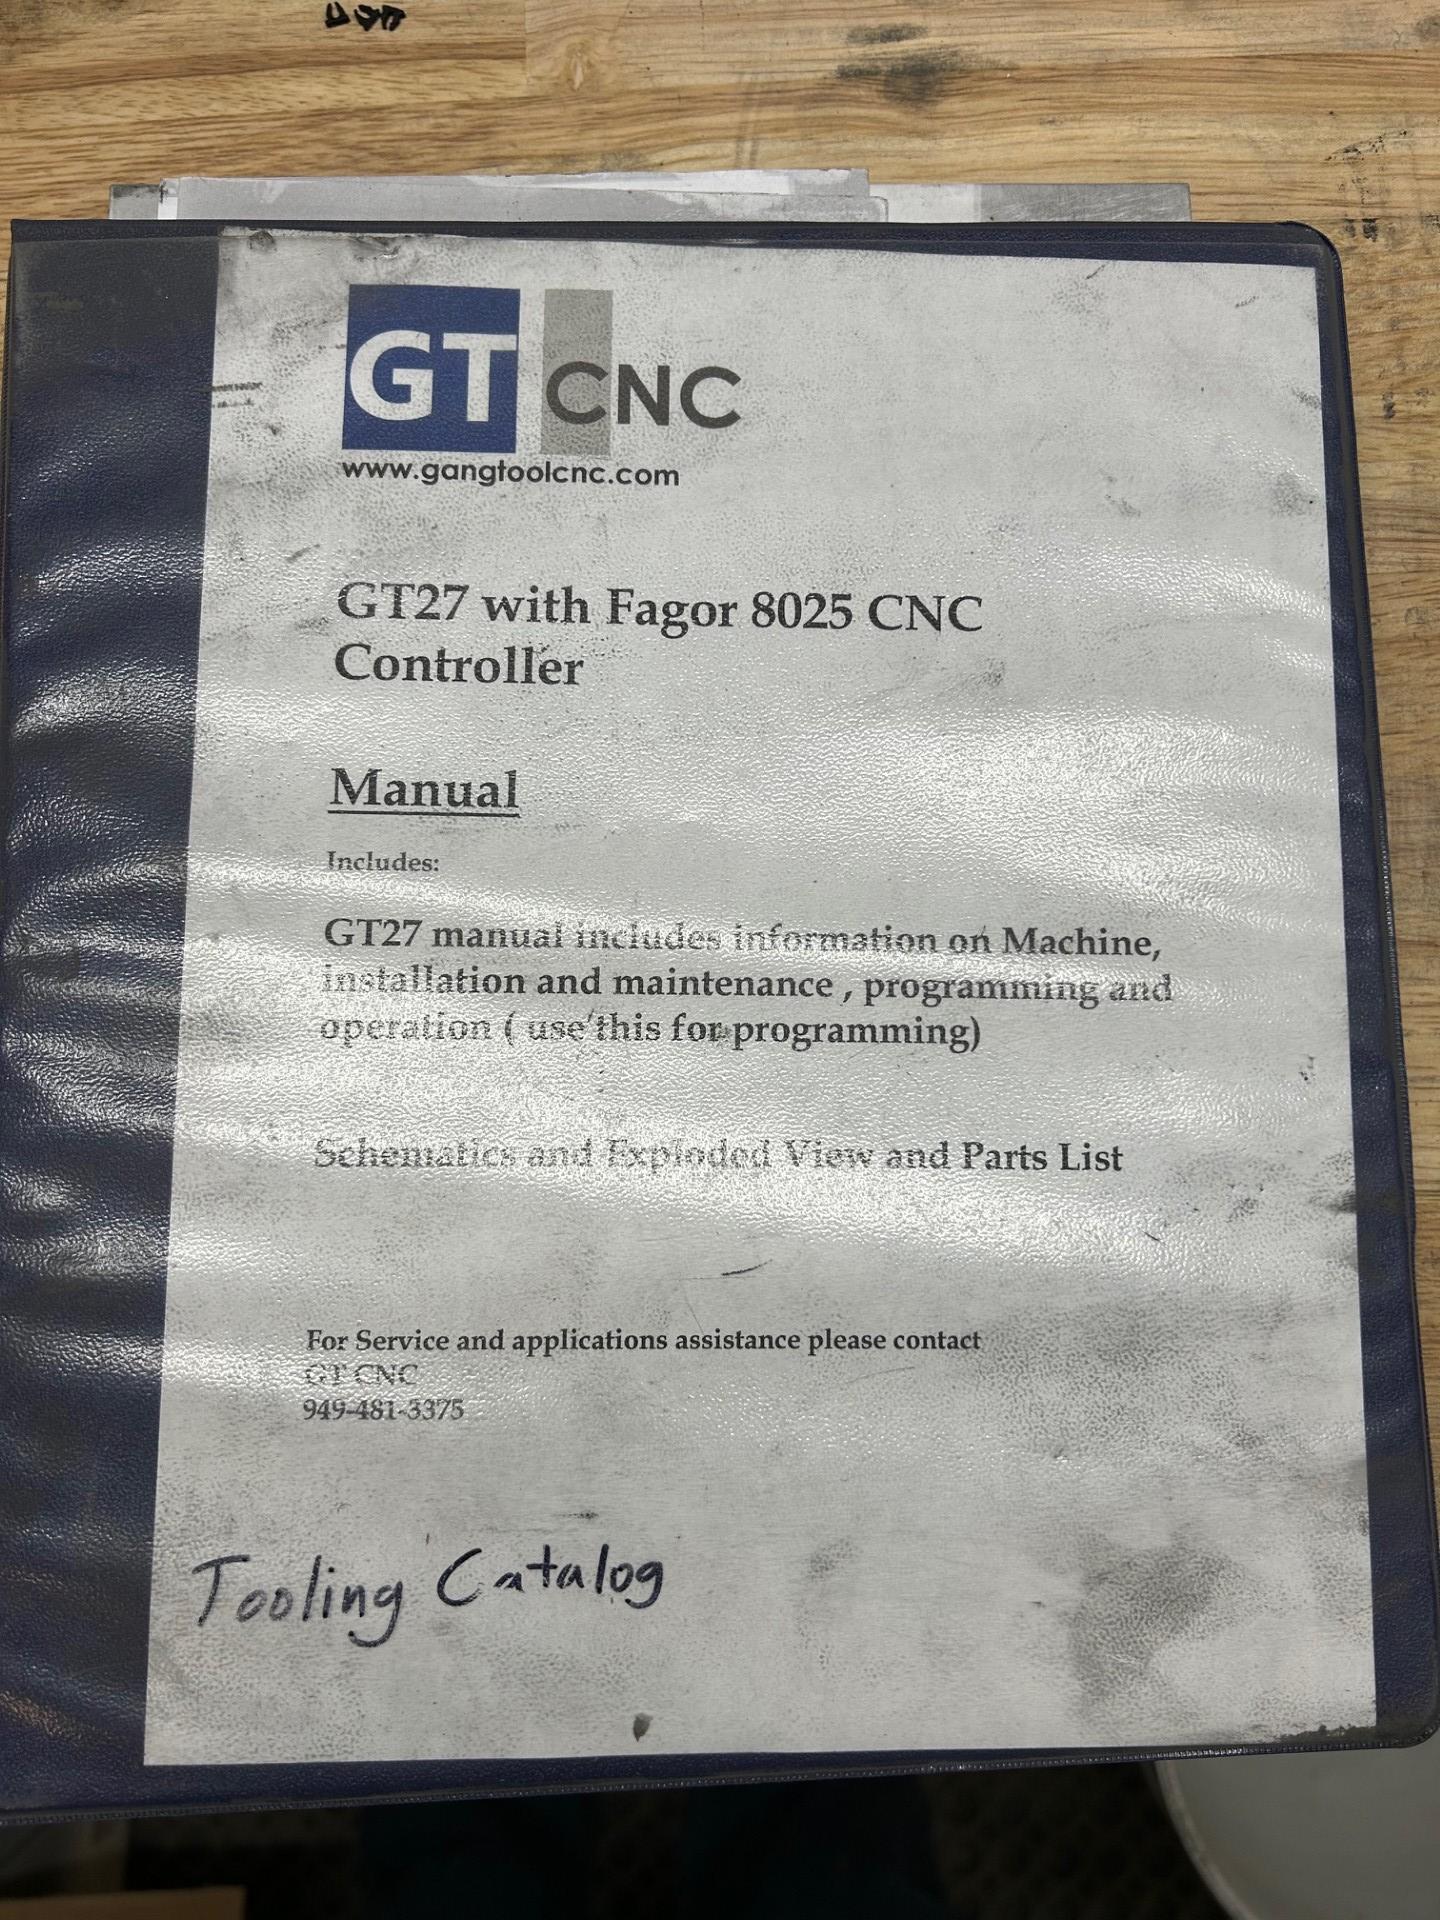 GT CNC
www.gangtoolcnc.com
GT27 with Fagor 8025 CNC
Controller
Manual
Includes:
GT27 manual includes information on Machine,
installation and maintenance , programming and
operation ( use this for programming)
Schematics and Exploded View and Parts List
For Service and applications assistance please contact
GT CNC
949-481-3375
Tooling Catalog